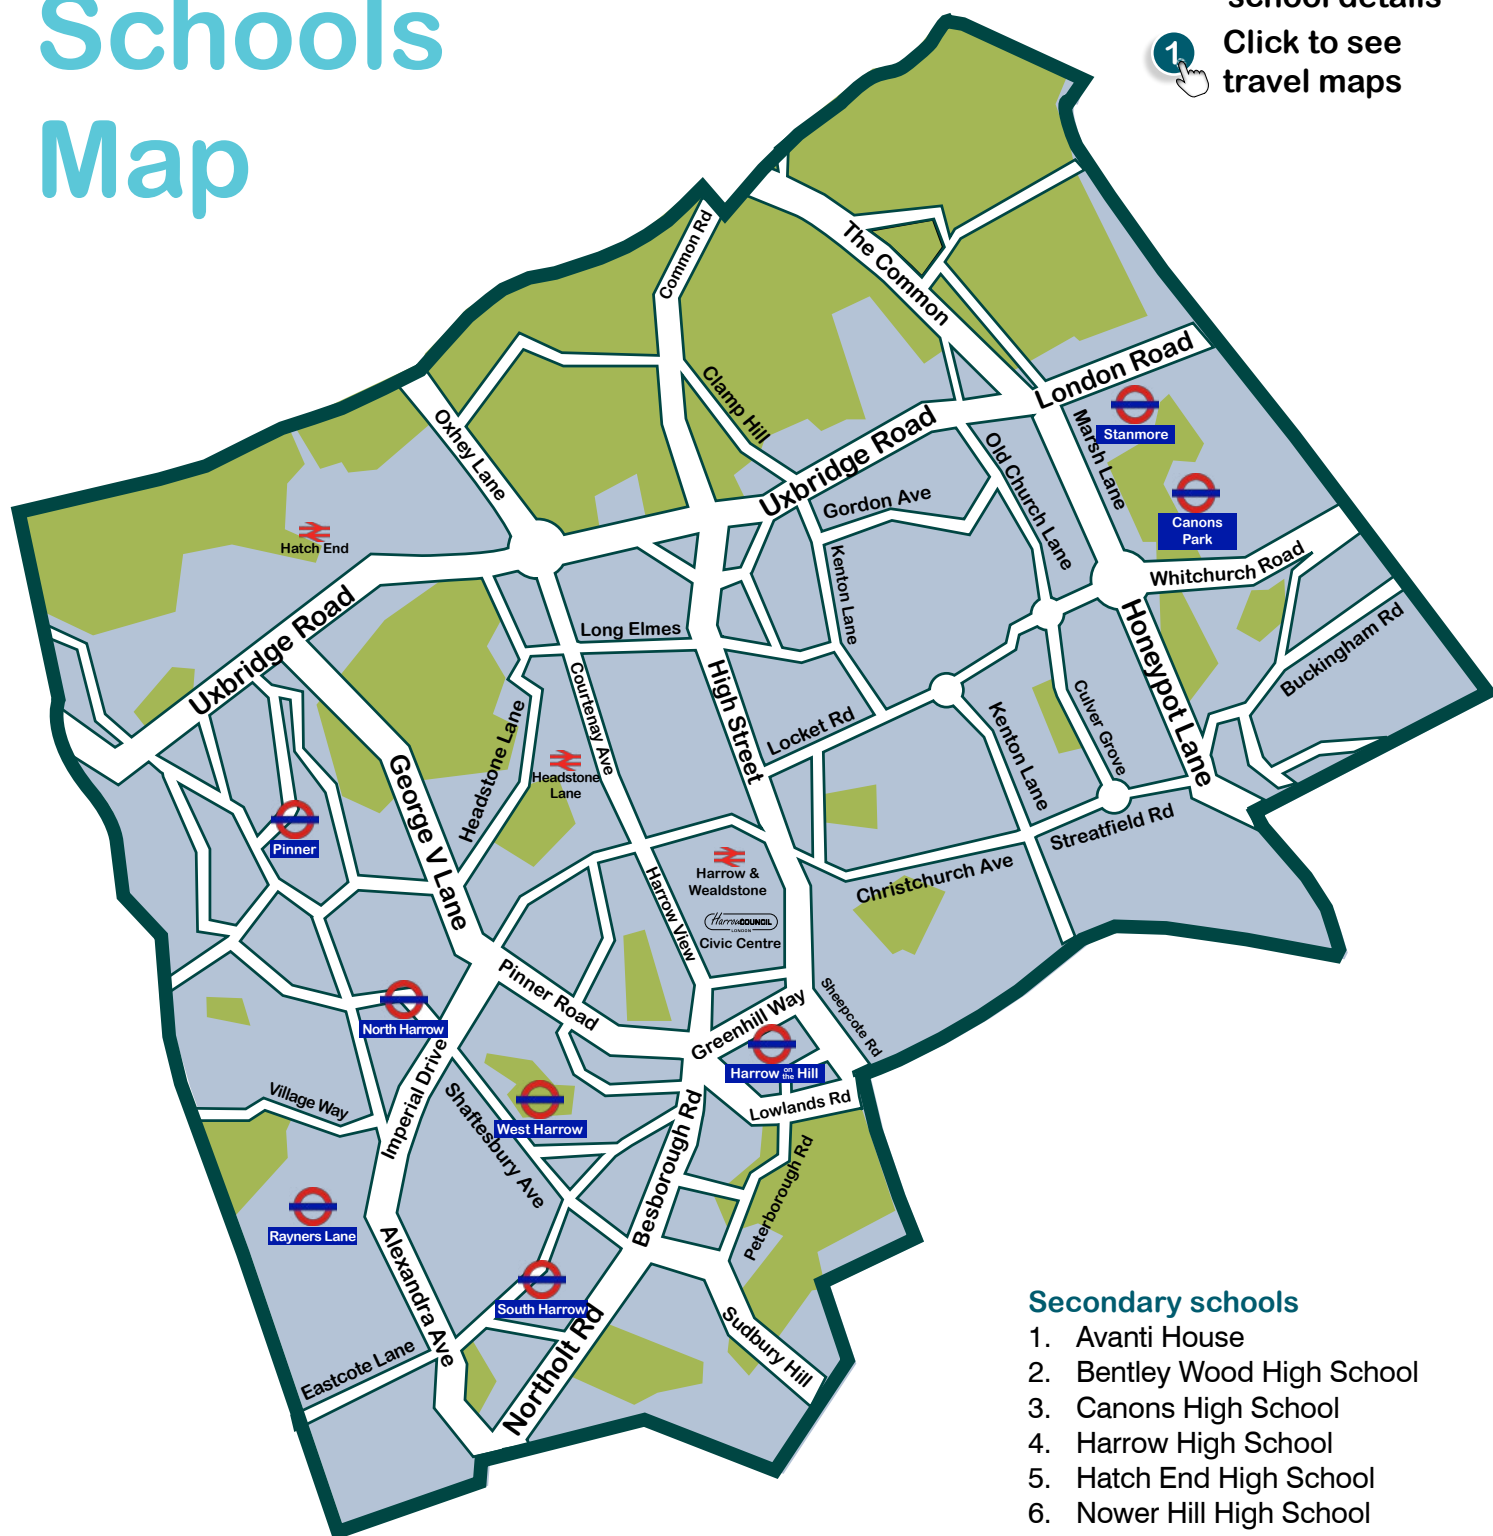 Schools
Map
school details
1
Click to see
travel maps
Common Rd
The Common
London Road
Clamp Hill
Oxhey Lane
Uxbridge Road
Marsh Lane
Stanmore
Old Church Lane
Gordon Ave
Canons
Park
Hatch End
Kenton Lane
Whitchurch Road
Uxbridge Road
Long Elmes
Honeypot Lane
Buckingham Rd
Courtenay Ave
High Street
Headstone Lane
Culver Grove
Kenton Lane
Locket Rd
George V Lane
Headstone
Lane
Pinner
Streatfield Rd
Harrow &
Wealdstone
Christchurch Ave
Harrow View
HarrowCOUNCIL
LONDON
Civic Centre
Pinner Road
Sheepcote Rd
North Harrow
Greenhill Way
Harrow on the Hill
Imperial Drive
Village Way
Shaftesbury Ave
Lowlands Rd
West Harrow
Besborough Rd
Peterborough Rd
Rayners Lane
Alexandra Ave
South Harrow
Northolt Rd
Sudbury Hill
Eastcote Lane
Secondary schools
1. Avanti House
2. Bentley Wood High School
3. Canons High School
4. Harrow High School
5. Hatch End High School
6. Nower Hill High School